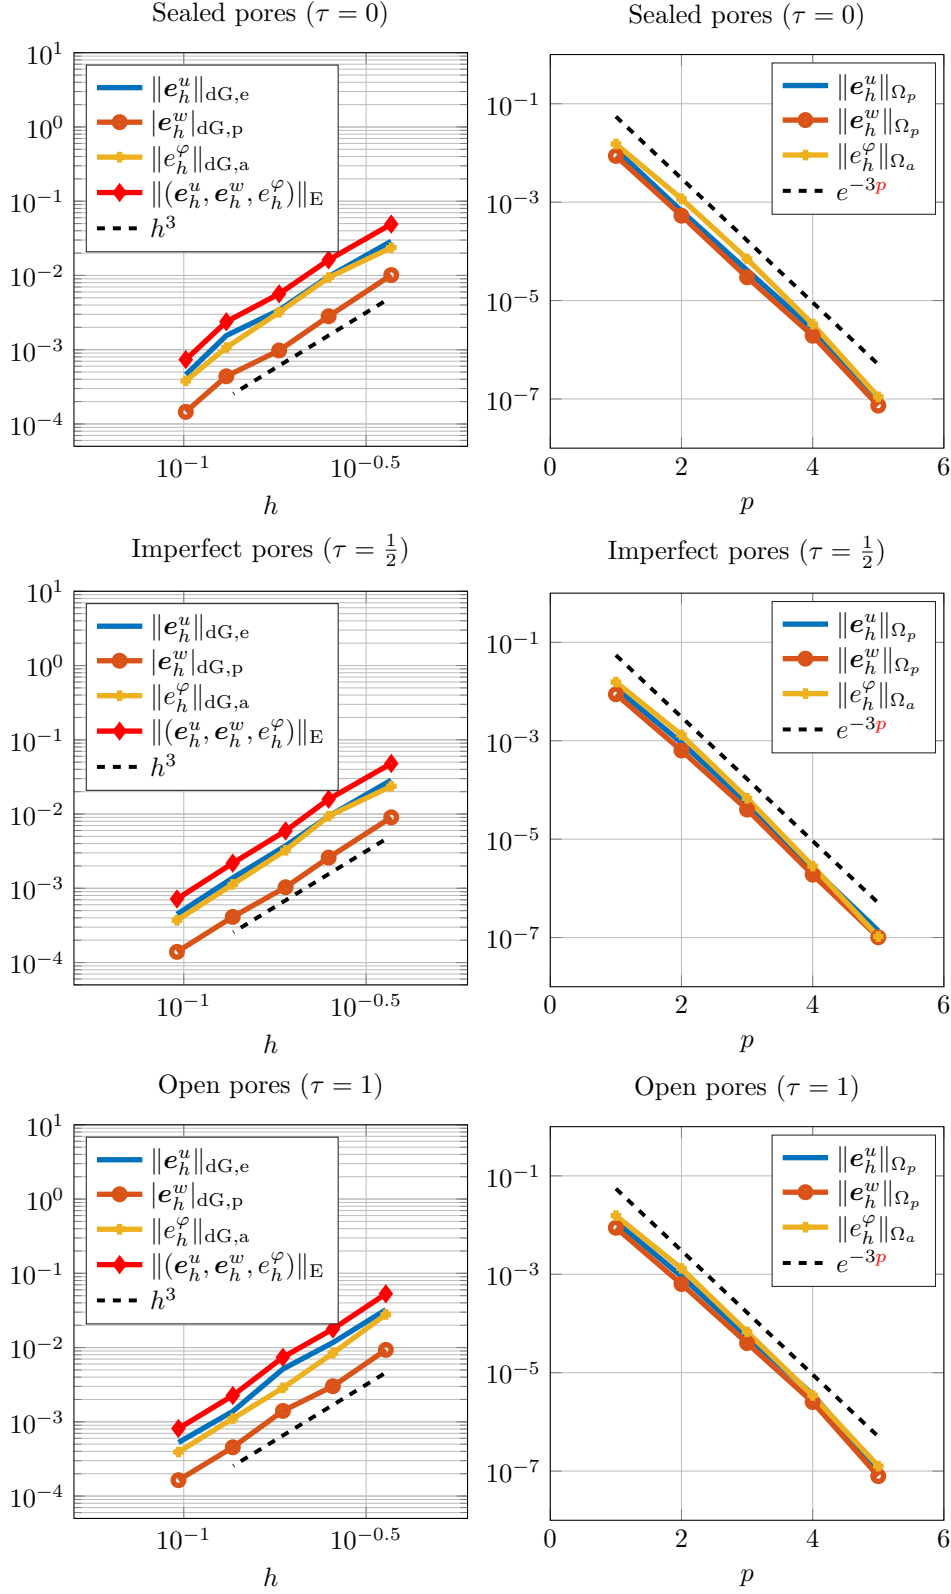 Sealed pores (τ = 0)
10^1
10^0
10^−1
10^−2
10^−3
10^−4
‖e_h^u‖_dG,e
|e_h^w|_dG,p
‖e_h^φ‖_dG,a
‖(e_h^u, e_h^w, e_h^φ)‖_E
h^3
10^−1 10^−0.5
h
Sealed pores (τ = 0)
10^−1
10^−3
10^−5
10^−7
‖e_h^u‖_Ω_p
‖e_h^w‖_Ω_p
‖e_h^φ‖_Ω_a
e^−3p
0 2 4 6
p
Imperfect pores (τ = 1/2)
10^1
10^0
10^−1
10^−2
10^−3
10^−4
‖e_h^u‖_dG,e
|e_h^w|_dG,p
‖e_h^φ‖_dG,a
‖(e_h^u, e_h^w, e_h^φ)‖_E
h^3
10^−1 10^−0.5
h
Imperfect pores (τ = 1/2)
10^−1
10^−3
10^−5
10^−7
‖e_h^u‖_Ω_p
‖e_h^w‖_Ω_p
‖e_h^φ‖_Ω_a
e^−3p
0 2 4 6
p
Open pores (τ = 1)
10^1
10^0
10^−1
10^−2
10^−3
10^−4
‖e_h^u‖_dG,e
|e_h^w|_dG,p
‖e_h^φ‖_dG,a
‖(e_h^u, e_h^w, e_h^φ)‖_E
h^3
10^−1 10^−0.5
h
Open pores (τ = 1)
10^−1
10^−3
10^−5
10^−7
‖e_h^u‖_Ω_p
‖e_h^w‖_Ω_p
‖e_h^φ‖_Ω_a
e^−3p
0 2 4 6
p